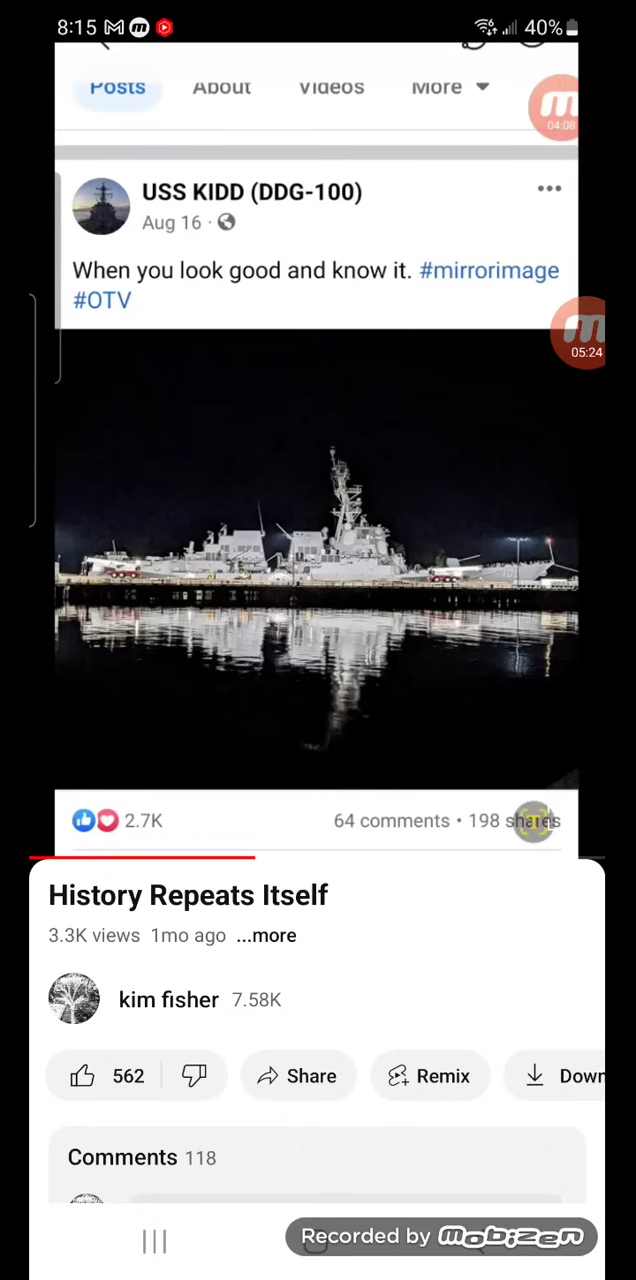 8:15
40%
Posts About Videos More
04:08
USS KIDD (DDG-100)
Aug 16 ·
When you look good and know it. #mirrorimage
#OTV
05:24
2.7K 64 comments • 198 shares
History Repeats Itself
3.3K views 1mo ago ...more
kim fisher 7.58K
562 Share Remix Down
Comments 118
Recorded by mobizen